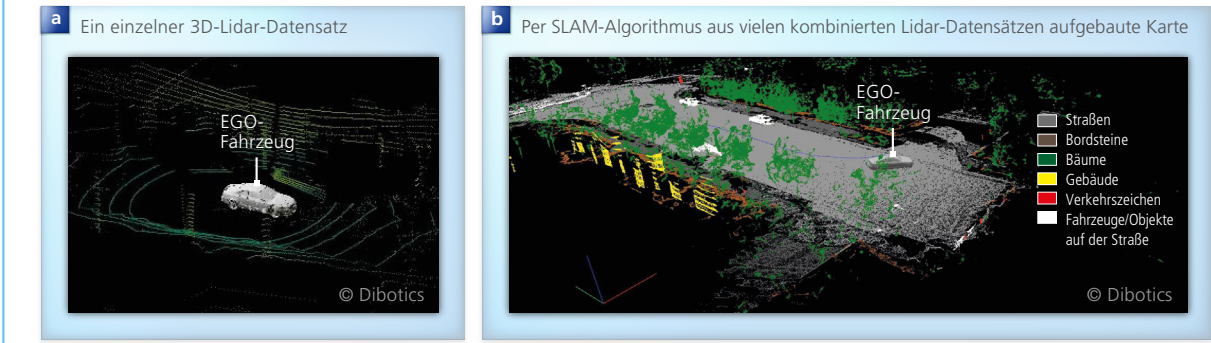 a
Ein einzelner 3D-Lidar-Datensatz
EGO-
Fahrzeug
© Dibotics
b
Per SLAM-Algorithmus aus vielen kombinierten Lidar-Datensätzen aufgebaute Karte
EGO-
Fahrzeug
Straßen
Bordsteine
Bäume
Gebäude
Verkehrszeichen
Fahrzeuge/Objekte
auf der Straße
© Dibotics